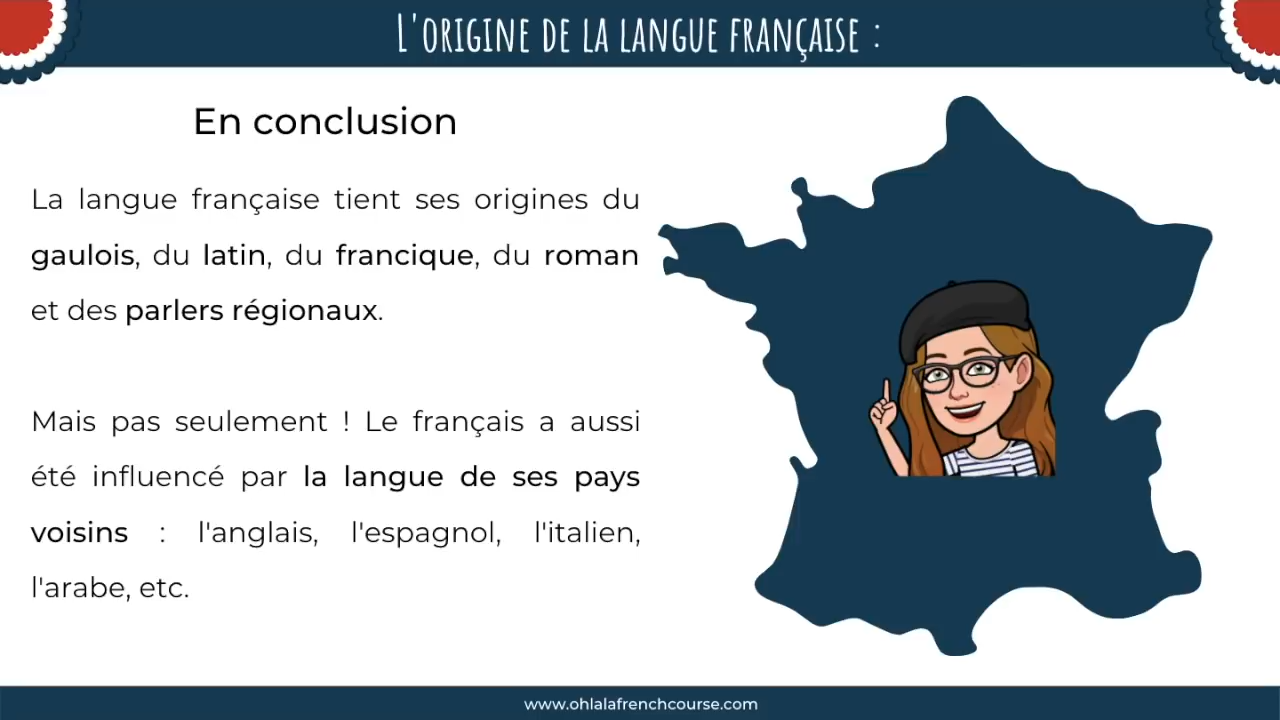 L'ORIGINE DE LA LANGUE FRANÇAISE :
En conclusion
La langue française tient ses origines du
gaulois, du latin, du francique, du roman
et des parlers régionaux.
Mais pas seulement ! Le français a aussi
été influencé par la langue de ses pays
voisins : l'anglais, l'espagnol, l'italien,
l'arabe, etc.
www.ohlalafrenchcourse.com